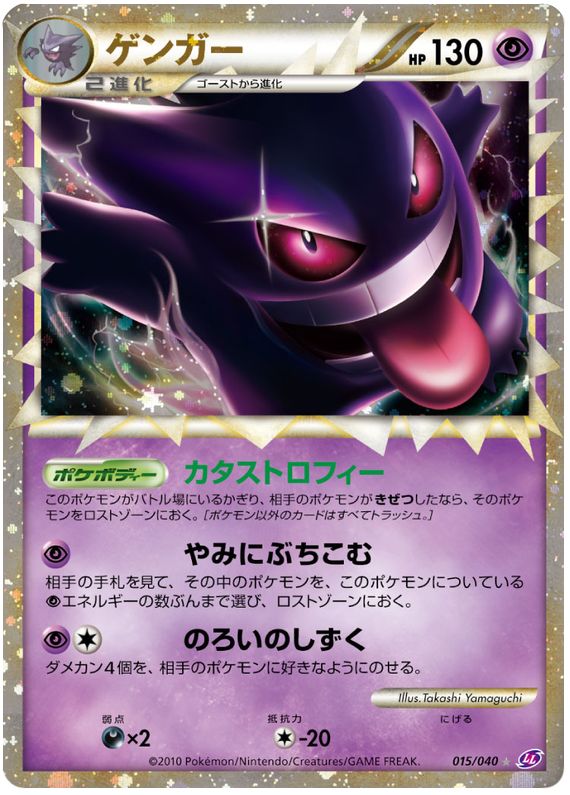 ゲンガー
HP 130
2進化
ゴーストから進化
ポケボディー カタストロフィー
このポケモンがバトル場にいるかぎり、相手のポケモンがきぜつしたなら、そのポケ
モンをロストゾーンにおく。[ポケモン以外のカードはすべてトラッシュ。]
やみにぶちこむ
相手の手札を見て、その中のポケモンを、このポケモンについている
エネルギーの数ぶんまで選び、ロストゾーンにおく。
のろいのしずく
ダメカン4個を、相手のポケモンに好きなようにのせる。
Illus.Takashi Yamaguchi
弱点 抵抗力 にげる
×2 -20
©2010 Pokémon/Nintendo/Creatures/GAME FREAK. 015/040 LL